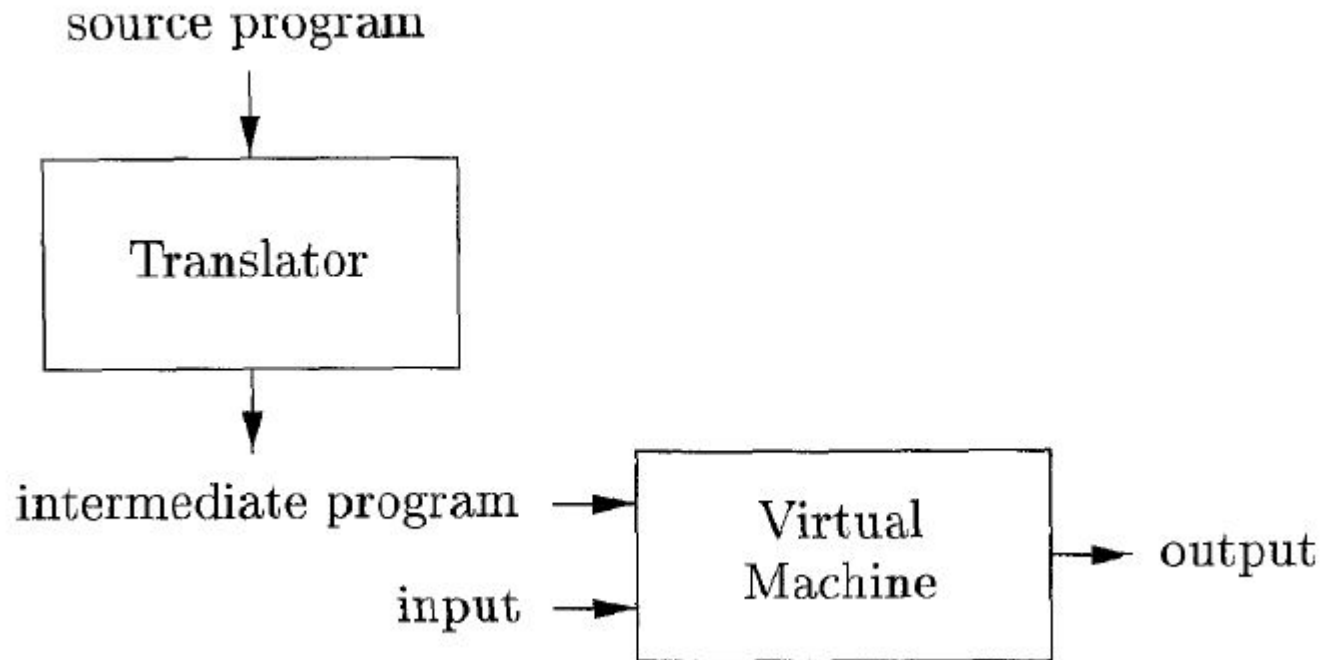 source program
Translator
intermediate program
input
Virtual
Machine
output